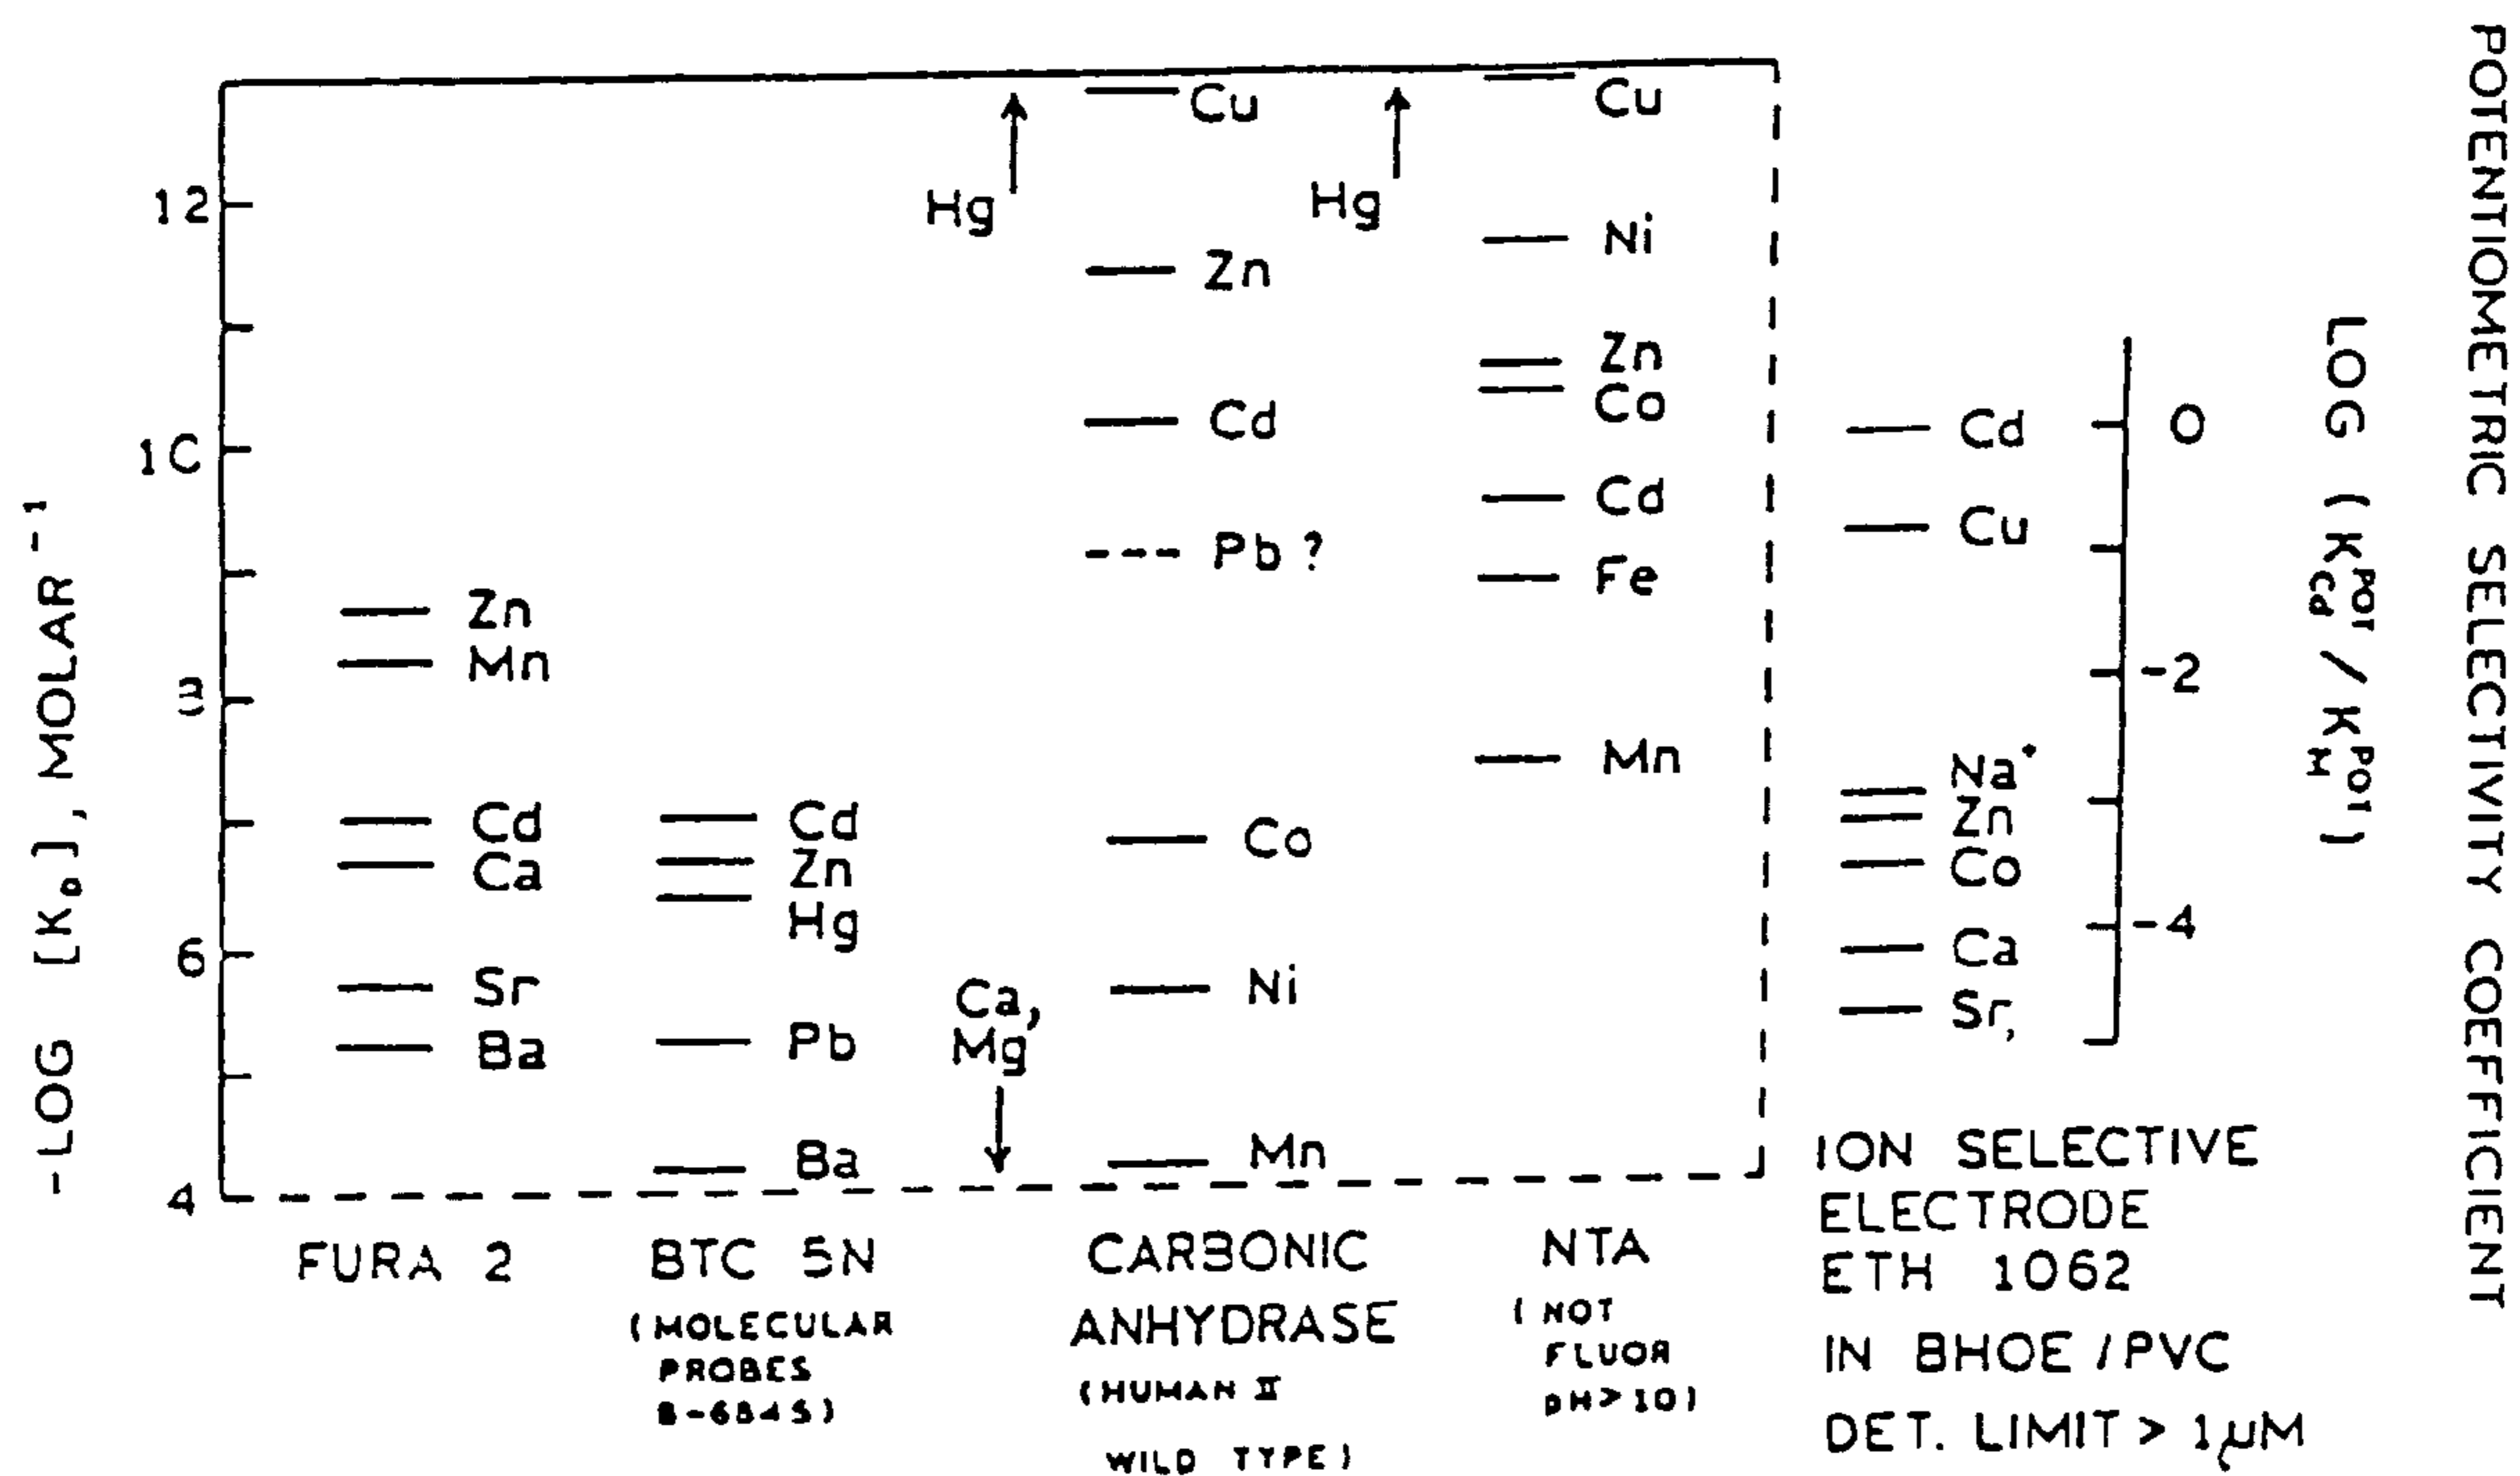 -LOG [K₀], MOLAR⁻¹
12
1C
8
6
4
Zn
Mn
Cd
Ca
Sr
Ba
FURA 2
Cd
Zn
Hg
Pb
Ba
BTC 5N
(MOLECULAR
PROBES
B-6845)
Hg
Ca,
Mg
Cu
Zn
Cd
Pb ?
Co
Ni
Mn
CARBONIC
ANHYDRASE
(HUMAN II
WILD TYPE)
Hg
Cu
Ni
Zn
Co
Cd
Fe
Mn
NTA
(NOT
FLUOR
pH>10)
Cd
Cu
Na⁺
Zn
Co
Ca
Sr,
ION SELECTIVE
ELECTRODE
ETH 1062
IN BHOE/PVC
DET. LIMIT > 1μM
0
-2
-4
LOG (K^POT_Cd / K^POT_M)
POTENTIOMETRIC SELECTIVITY COEFFICIENT